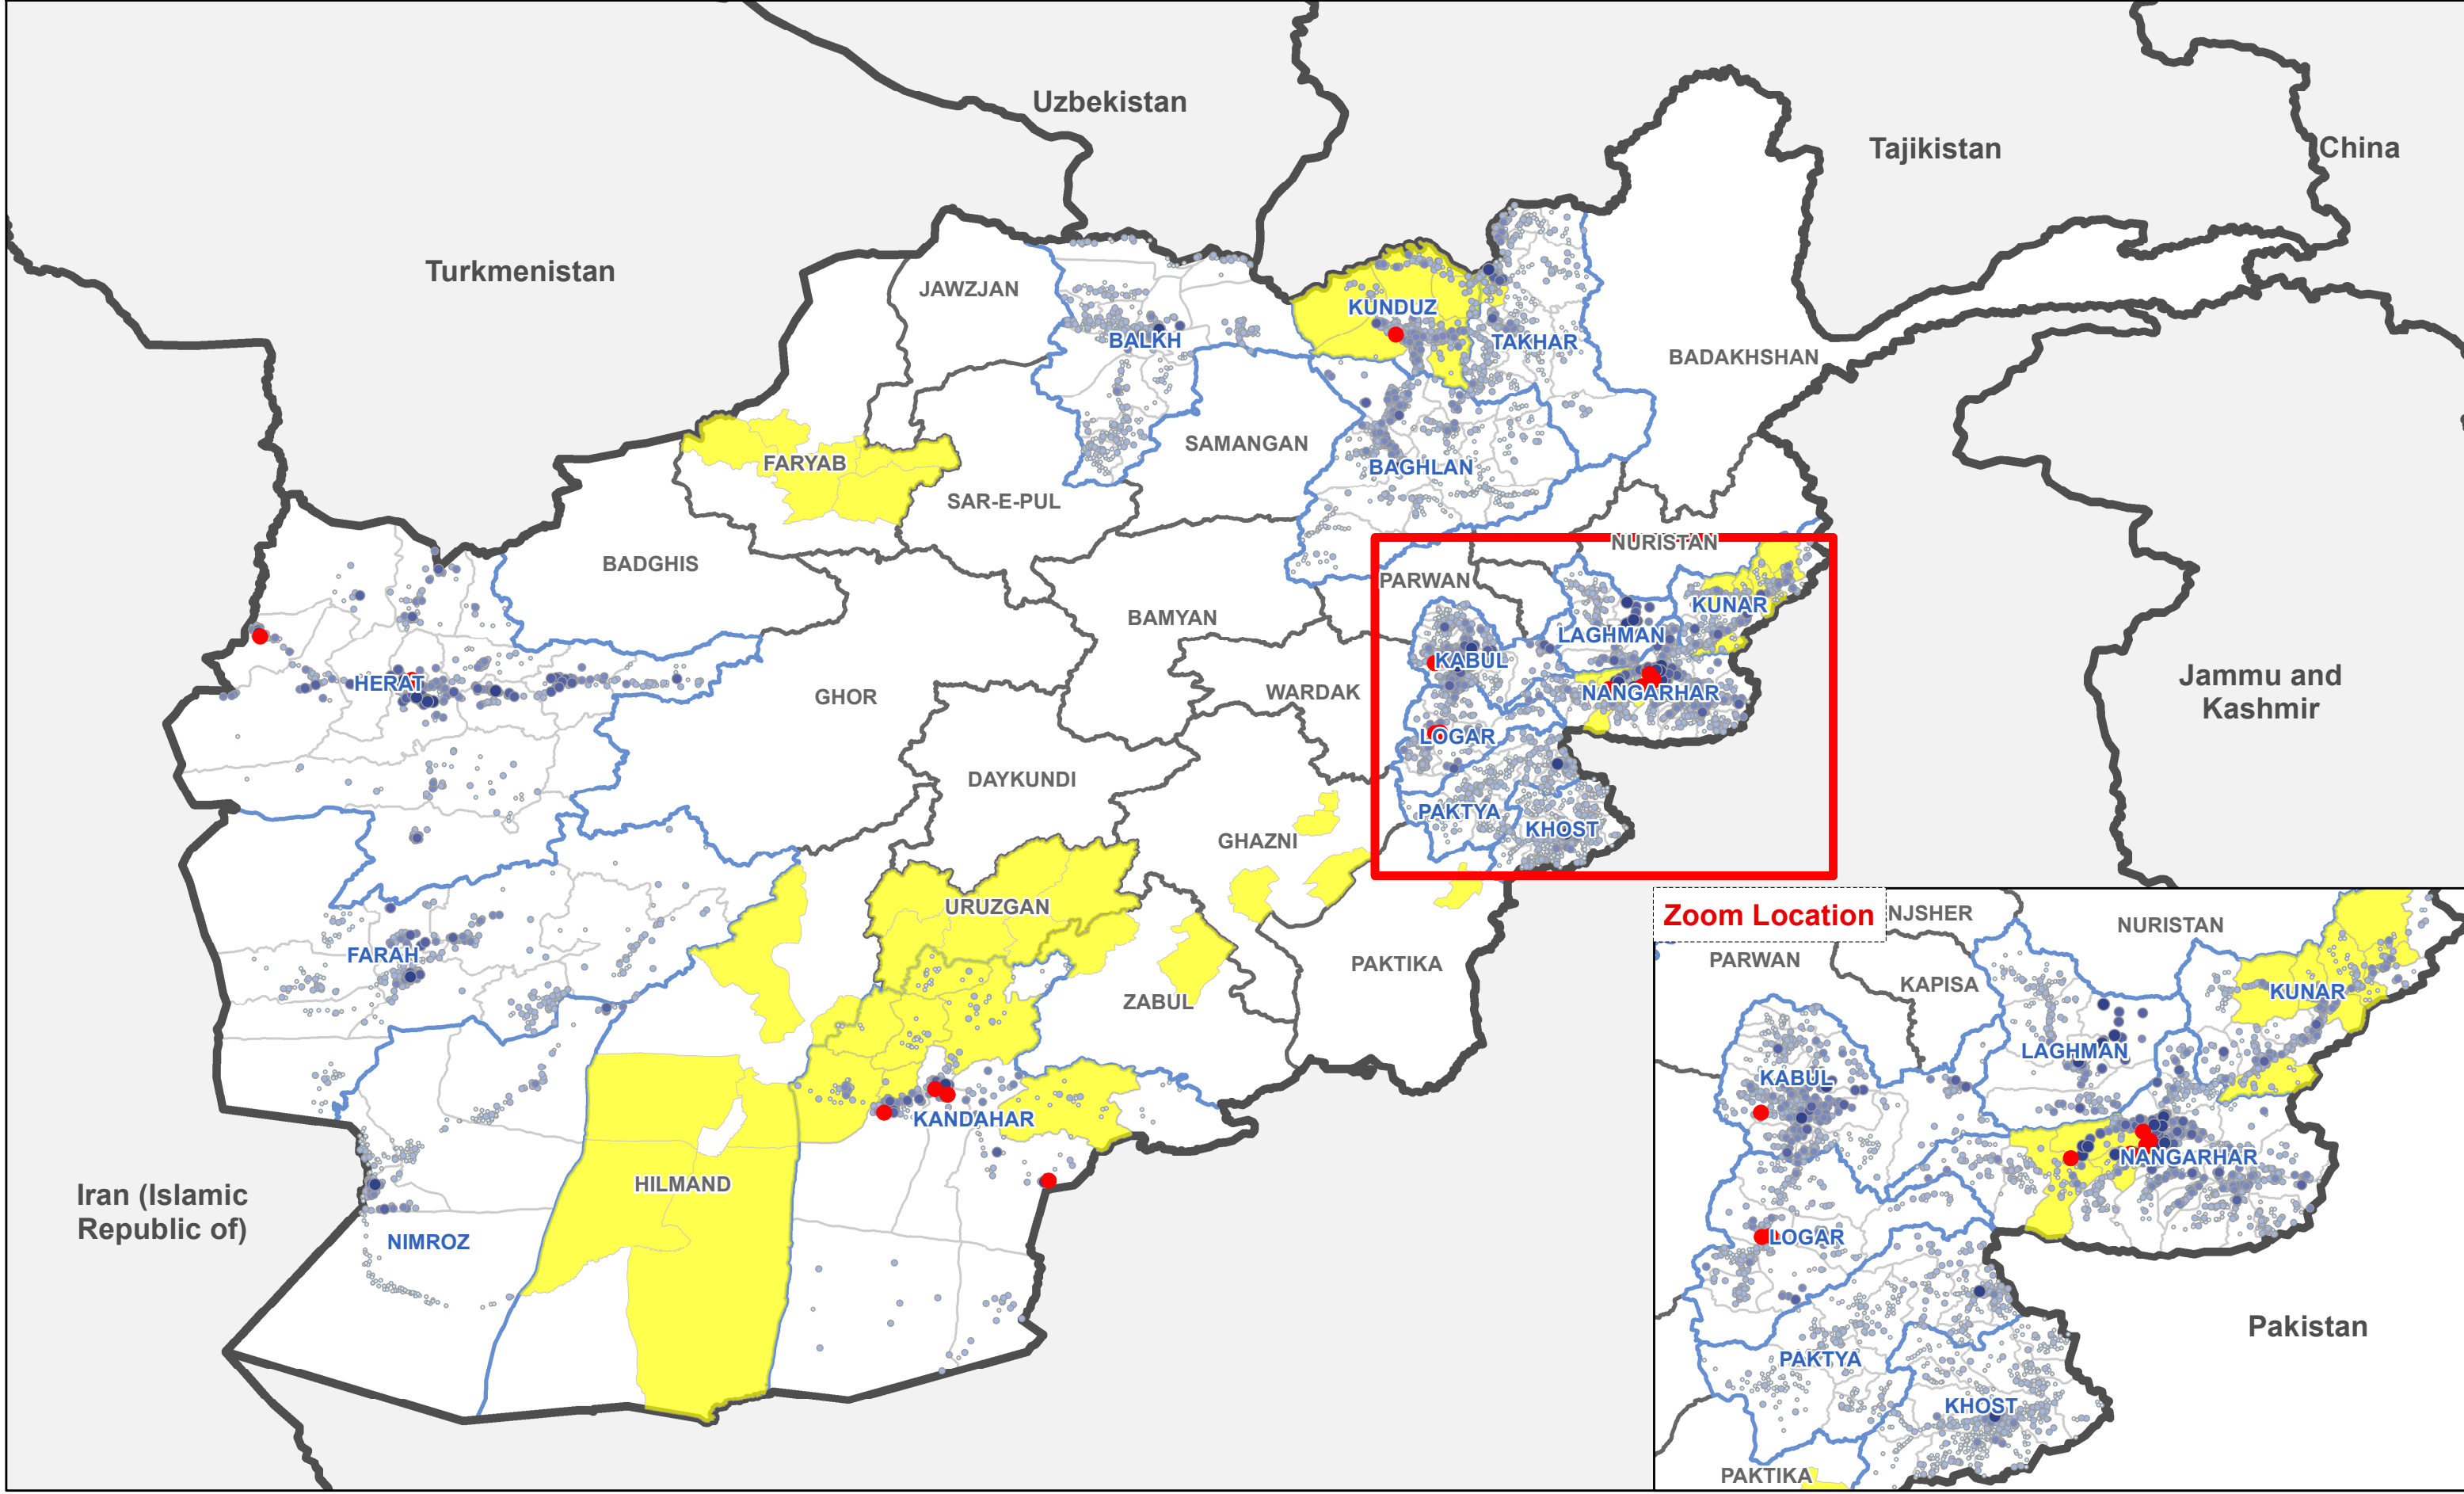 Uzbekistan
Tajikistan
China
Turkmenistan
JAWZJAN
KUNDUZ
BALKH
TAKHAR
BADAKHSHAN
FARYAB
SAMANGAN
BAGHLAN
SAR-E-PUL
BADGHIS
NURISTAN
PARWAN
BAMYAN
KUNAR
LAGHMAN
KABUL
HERAT
GHOR
WARDAK
NANGARHAR
Jammu and
Kashmir
LOGAR
DAYKUNDI
PAKTYA
KHOST
GHAZNI
URUZGAN
FARAH
PAKTIKA
ZABUL
KANDAHAR
HILMAND
Iran (Islamic
Republic of)
NIMROZ
Zoom Location
NJSHER
NURISTAN
PARWAN
KAPISA
KUNAR
LAGHMAN
KABUL
NANGARHAR
LOGAR
Pakistan
PAKTYA
KHOST
PAKTIKA